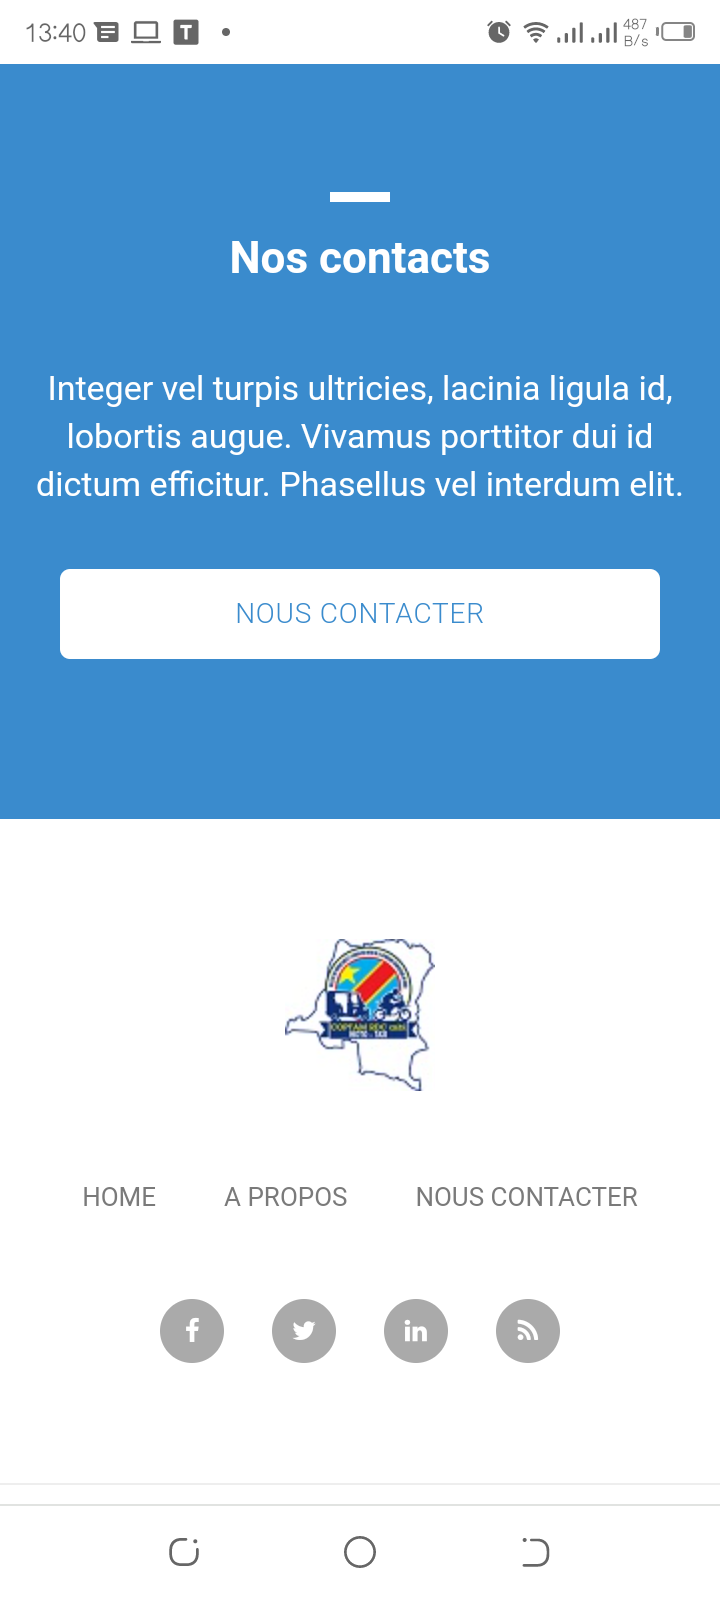 13:40
487
B/s
Nos contacts
Integer vel turpis ultricies, lacinia ligula id,
lobortis augue. Vivamus porttitor dui id
dictum efficitur. Phasellus vel interdum elit.
NOUS CONTACTER
HOME A PROPOS NOUS CONTACTER